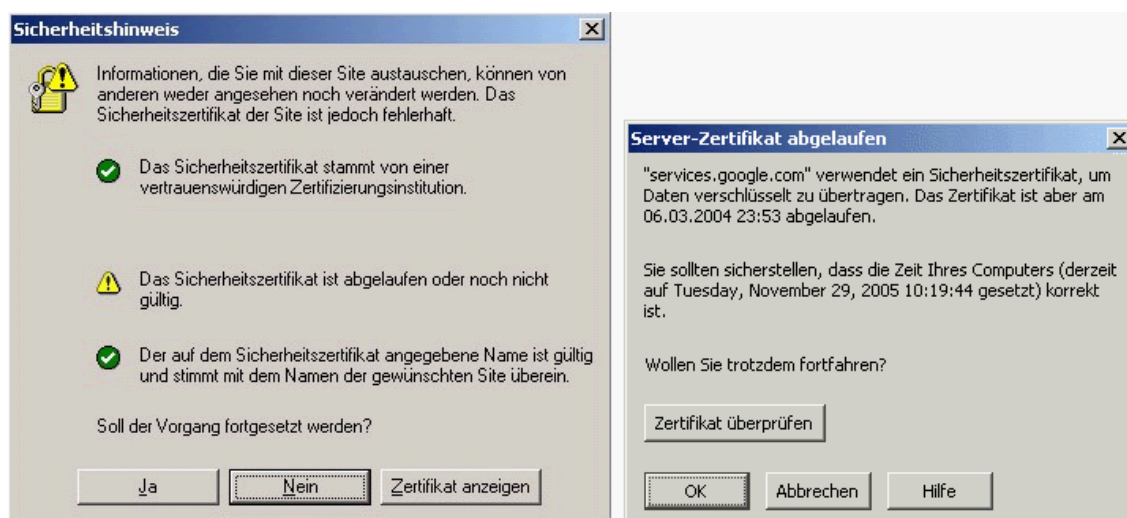 Sicherheitshinweis
Informationen, die Sie mit dieser Site austauschen, können von
anderen weder angesehen noch verändert werden. Das
Sicherheitszertifikat der Site ist jedoch fehlerhaft.
Das Sicherheitszertifikat stammt von einer
vertrauenswürdigen Zertifizierungsinstitution.
Das Sicherheitszertifikat ist abgelaufen oder noch nicht
gültig.
Der auf dem Sicherheitszertifikat angegebene Name ist gültig
und stimmt mit dem Namen der gewünschten Site überein.
Soll der Vorgang fortgesetzt werden?
Ja
Nein
Zertifikat anzeigen
Server-Zertifikat abgelaufen
"services.google.com" verwendet ein Sicherheitszertifikat, um
Daten verschlüsselt zu übertragen. Das Zertifikat ist aber am
06.03.2004 23:53 abgelaufen.
Sie sollten sicherstellen, dass die Zeit Ihres Computers (derzeit
auf Tuesday, November 29, 2005 10:19:44 gesetzt) korrekt
ist.
Wollen Sie trotzdem fortfahren?
Zertifikat überprüfen
OK
Abbrechen
Hilfe